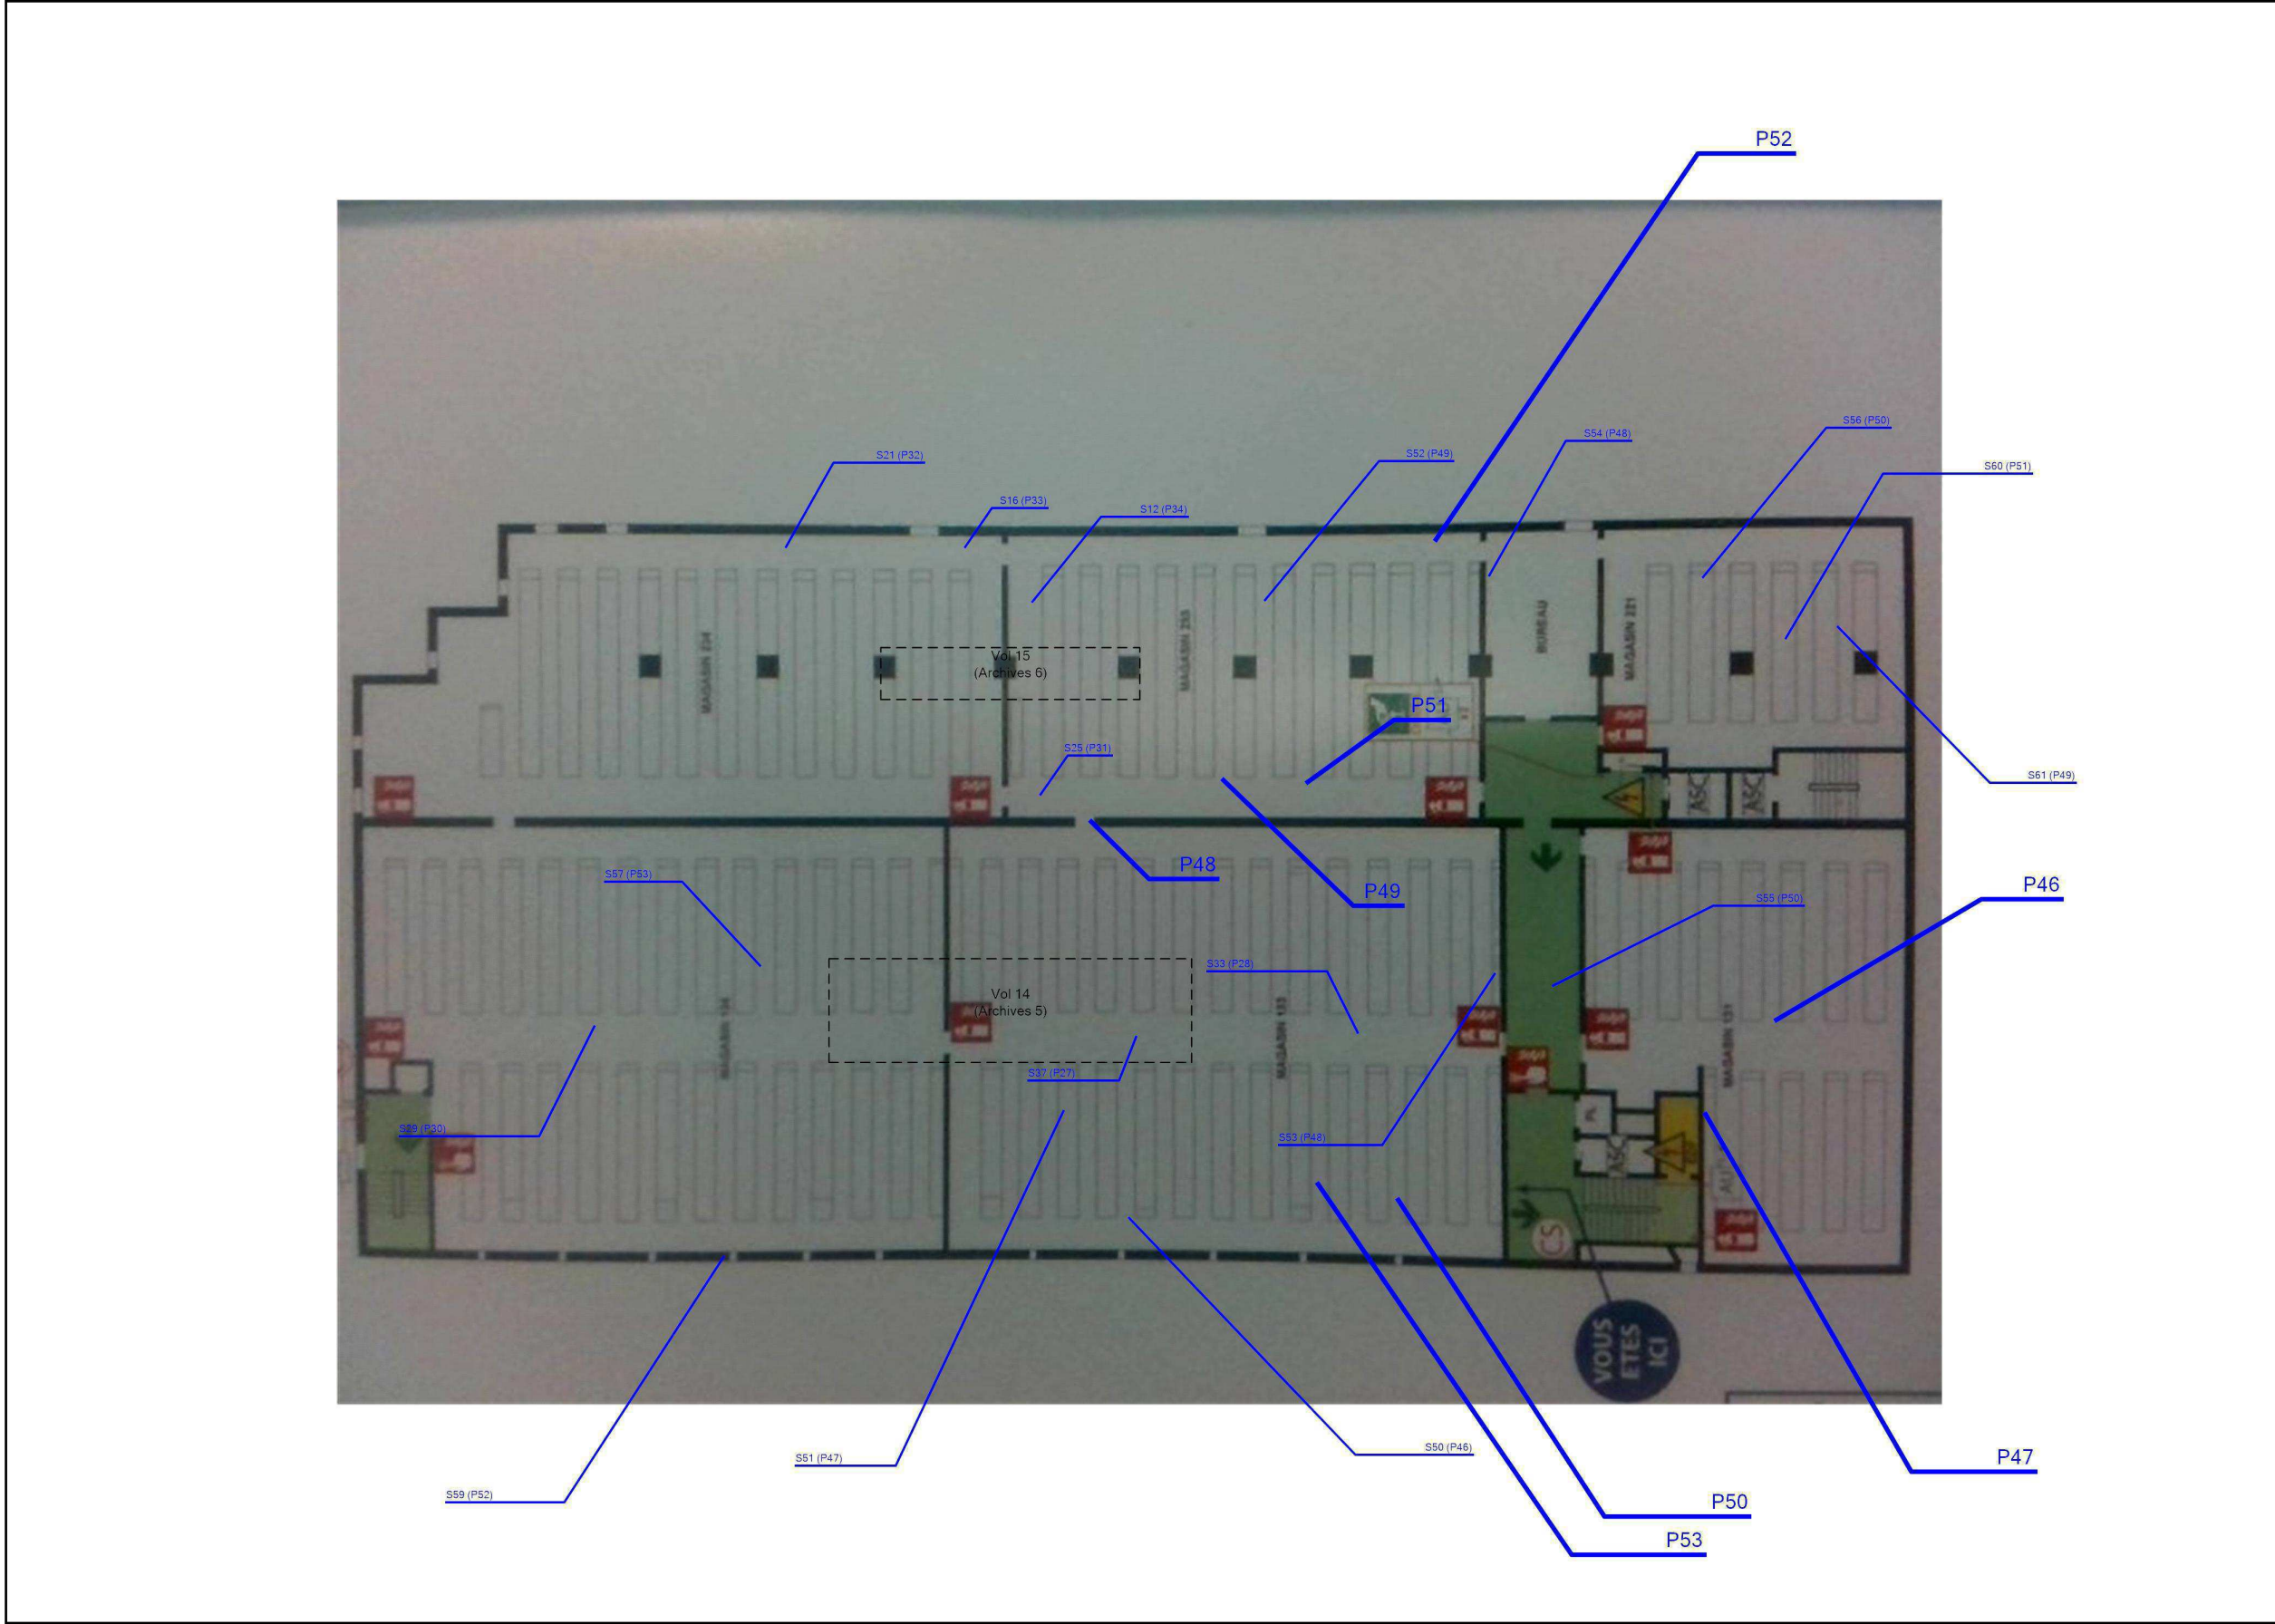 P52
S56 (P50)
S54 (P48)
S21 (P32)
S52 (P49)
S60 (P51)
S16 (P33)
S12 (P34)
MAGASIN 234
MAGASIN 233
BUREAU
MAGASIN 221
Vol 15
(Archives 6)
P51
S25 (P31)
S61 (P49)
ASC
ASC
P48
S57 (P53)
P49
P46
S55 (P50)
S33 (P28)
Vol 14
(Archives 5)
MAGASIN 133
MAGASIN 131
S37 (P27)
S29 (P30)
S53 (P48)
PL
ASC
CS
VOUS
ETES
ICI
S51 (P47)
S50 (P46)
P47
S59 (P52)
P50
P53